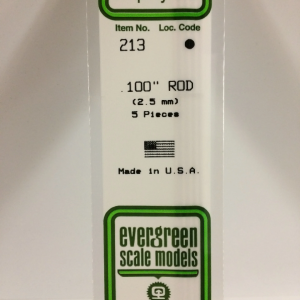 Item No. Loc. Code
213
.100" ROD
(2.5 mm)
5 Pieces
Made in U.S.A.
evergreen
scale models